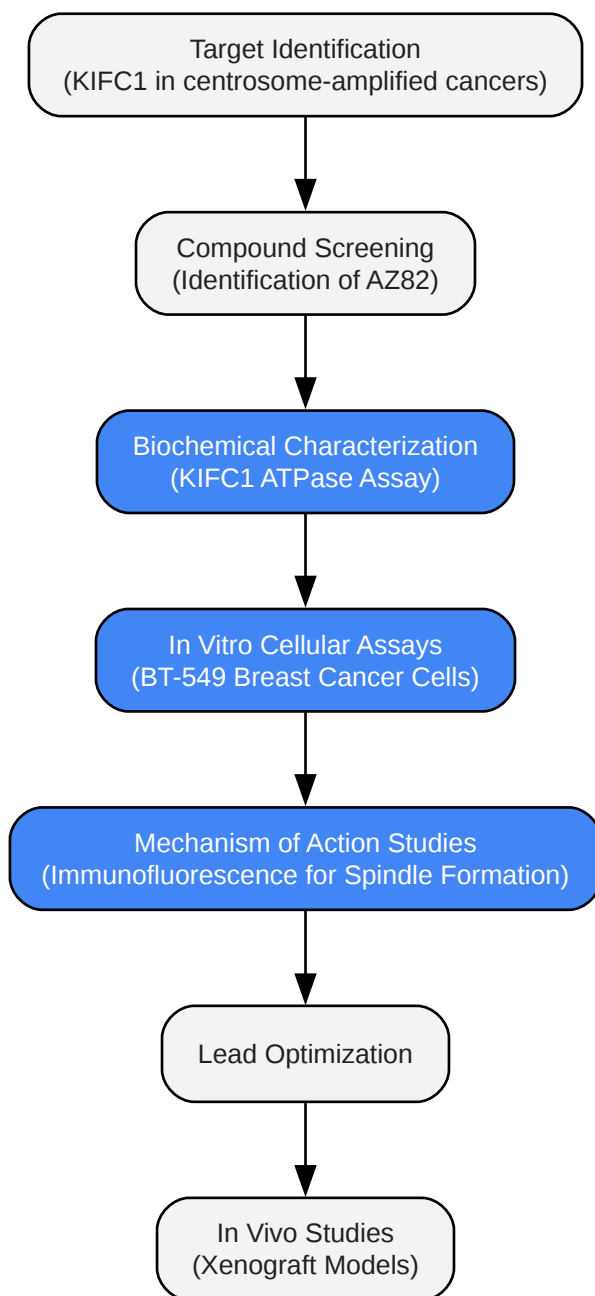 Target Identification
(KIFC1 in centrosome-amplified cancers)
Compound Screening
(Identification of AZ82)
Biochemical Characterization
(KIFC1 ATPase Assay)
In Vitro Cellular Assays
(BT-549 Breast Cancer Cells)
Mechanism of Action Studies
(Immunofluorescence for Spindle Formation)
Lead Optimization
In Vivo Studies
(Xenograft Models)